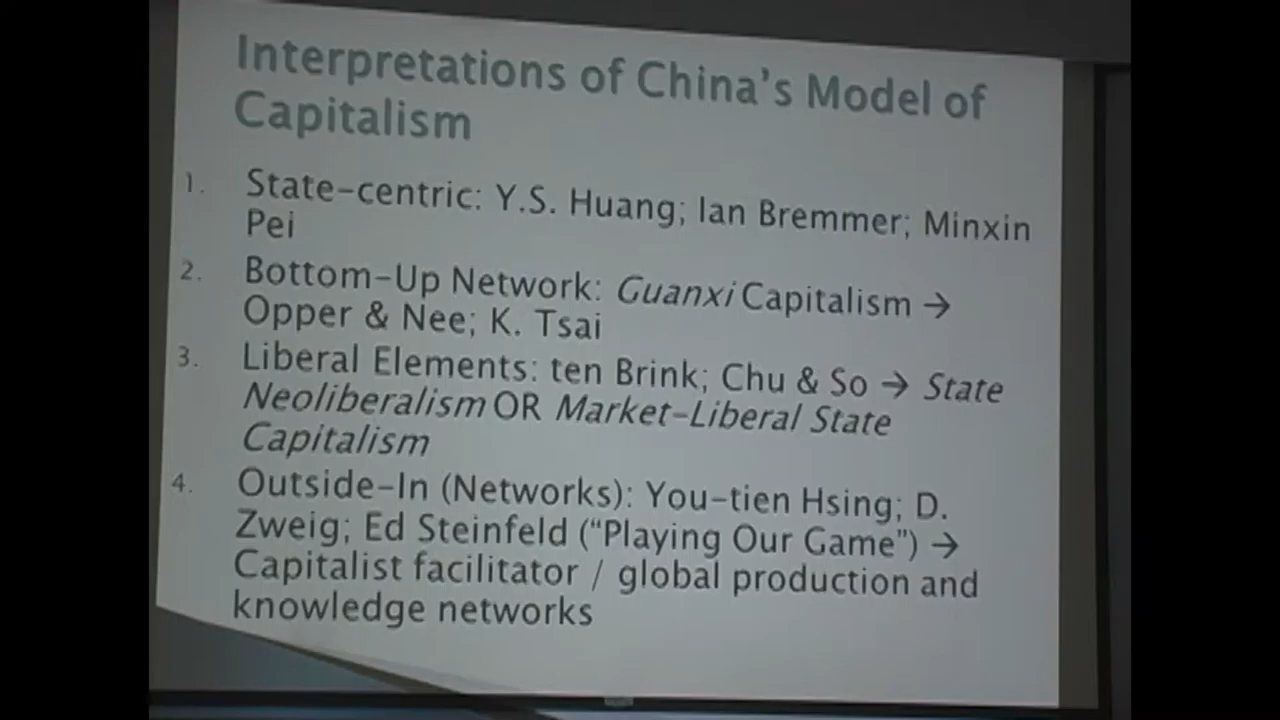 Interpretations of China's Model of
Capitalism
1. State-centric: Y.S. Huang; Ian Bremmer; Minxin
Pei
2. Bottom-Up Network: Guanxi Capitalism →
Opper & Nee; K. Tsai
3. Liberal Elements: ten Brink; Chu & So → State
Neoliberalism OR Market-Liberal State
Capitalism
4. Outside-In (Networks): You-tien Hsing; D.
Zweig; Ed Steinfeld ("Playing Our Game") →
Capitalist facilitator / global production and
knowledge networks